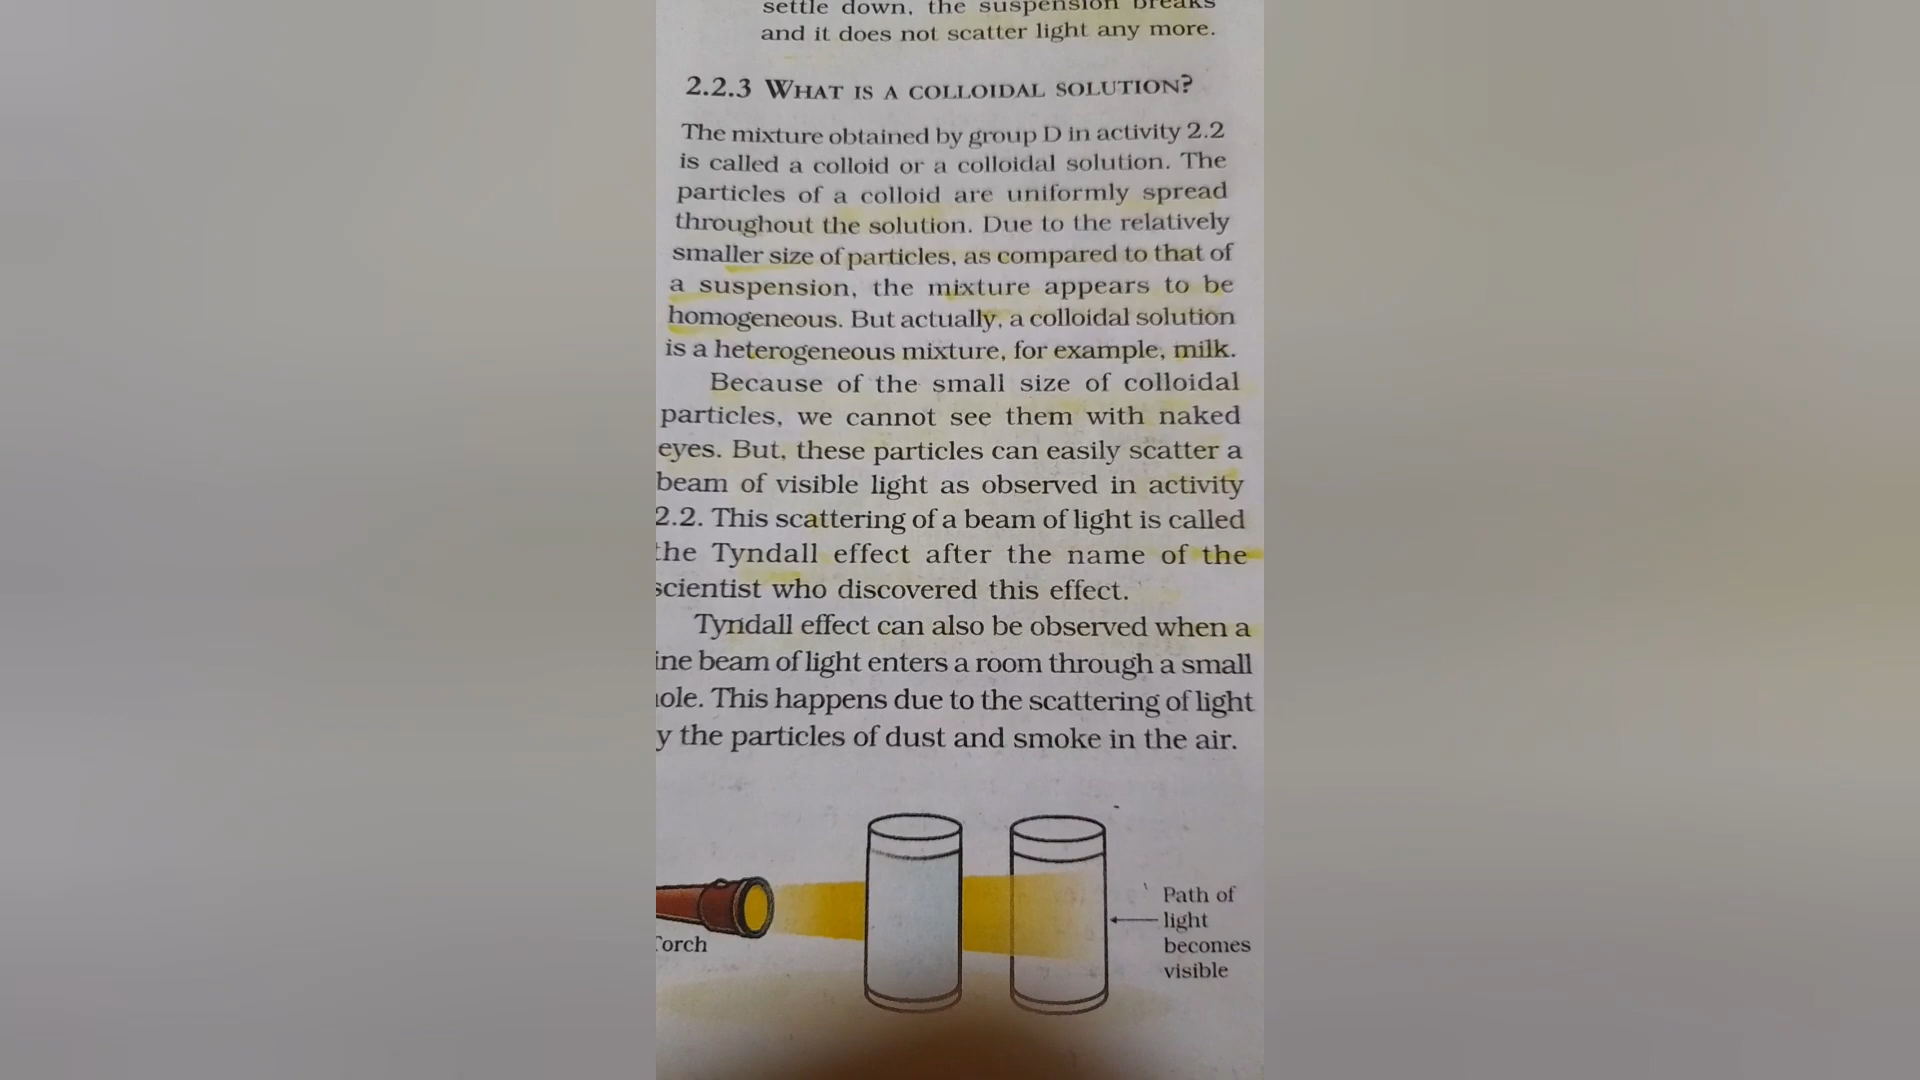 settle down, the suspension breaks
and it does not scatter light any more.
2.2.3 WHAT IS A COLLOIDAL SOLUTION?
The mixture obtained by group D in activity 2.2
is called a colloid or a colloidal solution. The
particles of a colloid are uniformly spread
throughout the solution. Due to the relatively
smaller size of particles, as compared to that of
a suspension, the mixture appears to be
homogeneous. But actually, a colloidal solution
is a heterogeneous mixture, for example, milk.
Because of the small size of colloidal
particles, we cannot see them with naked
eyes. But, these particles can easily scatter a
beam of visible light as observed in activity
2.2. This scattering of a beam of light is called
the Tyndall effect after the name of the
scientist who discovered this effect.
Tyndall effect can also be observed when a
ine beam of light enters a room through a small
ole. This happens due to the scattering of light
y the particles of dust and smoke in the air.
Torch
Path of
light
becomes
visible